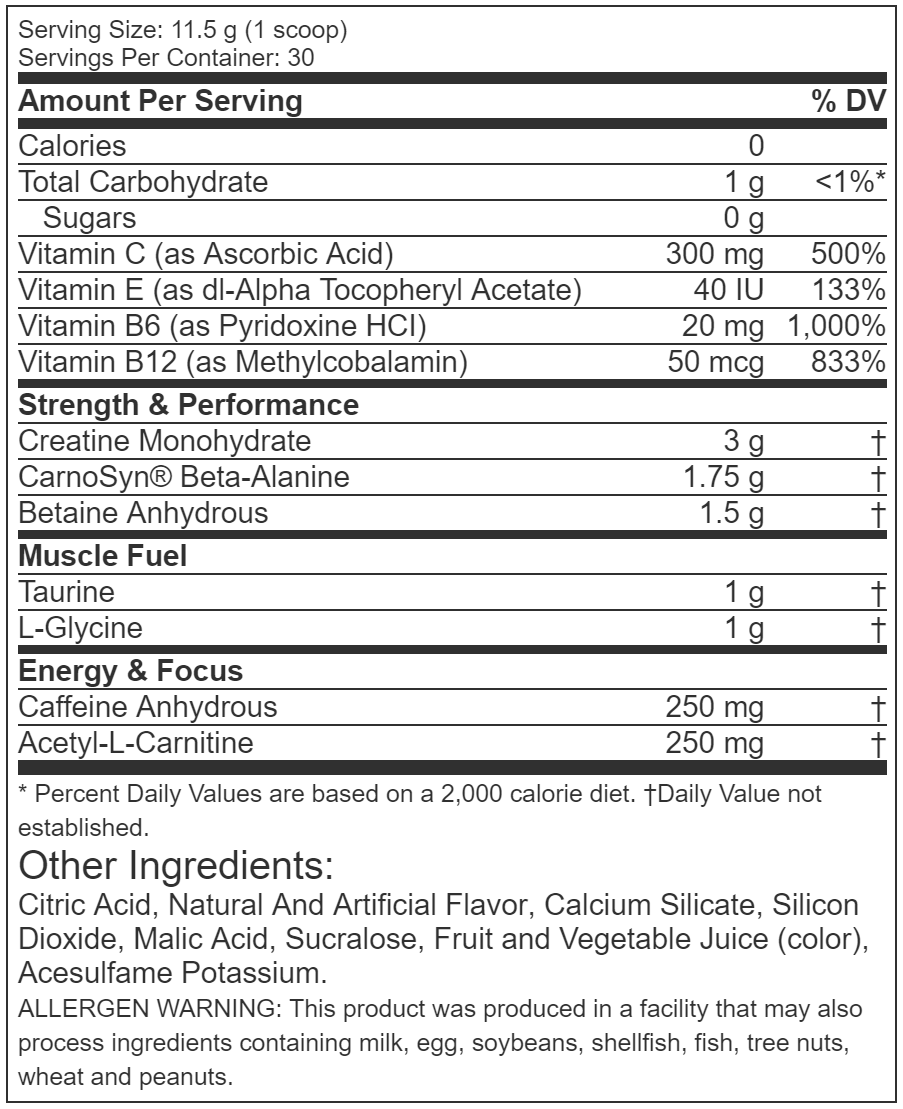 Serving Size: 11.5 g (1 scoop)
Servings Per Container: 30
Amount Per Serving % DV
Calories 0
Total Carbohydrate 1 g <1%*
Sugars 0 g
Vitamin C (as Ascorbic Acid) 300 mg 500%
Vitamin E (as dl-Alpha Tocopheryl Acetate) 40 IU 133%
Vitamin B6 (as Pyridoxine HCl) 20 mg 1,000%
Vitamin B12 (as Methylcobalamin) 50 mcg 833%
Strength & Performance
Creatine Monohydrate 3 g †
CarnoSyn® Beta-Alanine 1.75 g †
Betaine Anhydrous 1.5 g †
Muscle Fuel
Taurine 1 g †
L-Glycine 1 g †
Energy & Focus
Caffeine Anhydrous 250 mg †
Acetyl-L-Carnitine 250 mg †
* Percent Daily Values are based on a 2,000 calorie diet. †Daily Value not
established.
Other Ingredients:
Citric Acid, Natural And Artificial Flavor, Calcium Silicate, Silicon
Dioxide, Malic Acid, Sucralose, Fruit and Vegetable Juice (color),
Acesulfame Potassium.
ALLERGEN WARNING: This product was produced in a facility that may also
process ingredients containing milk, egg, soybeans, shellfish, fish, tree nuts,
wheat and peanuts.